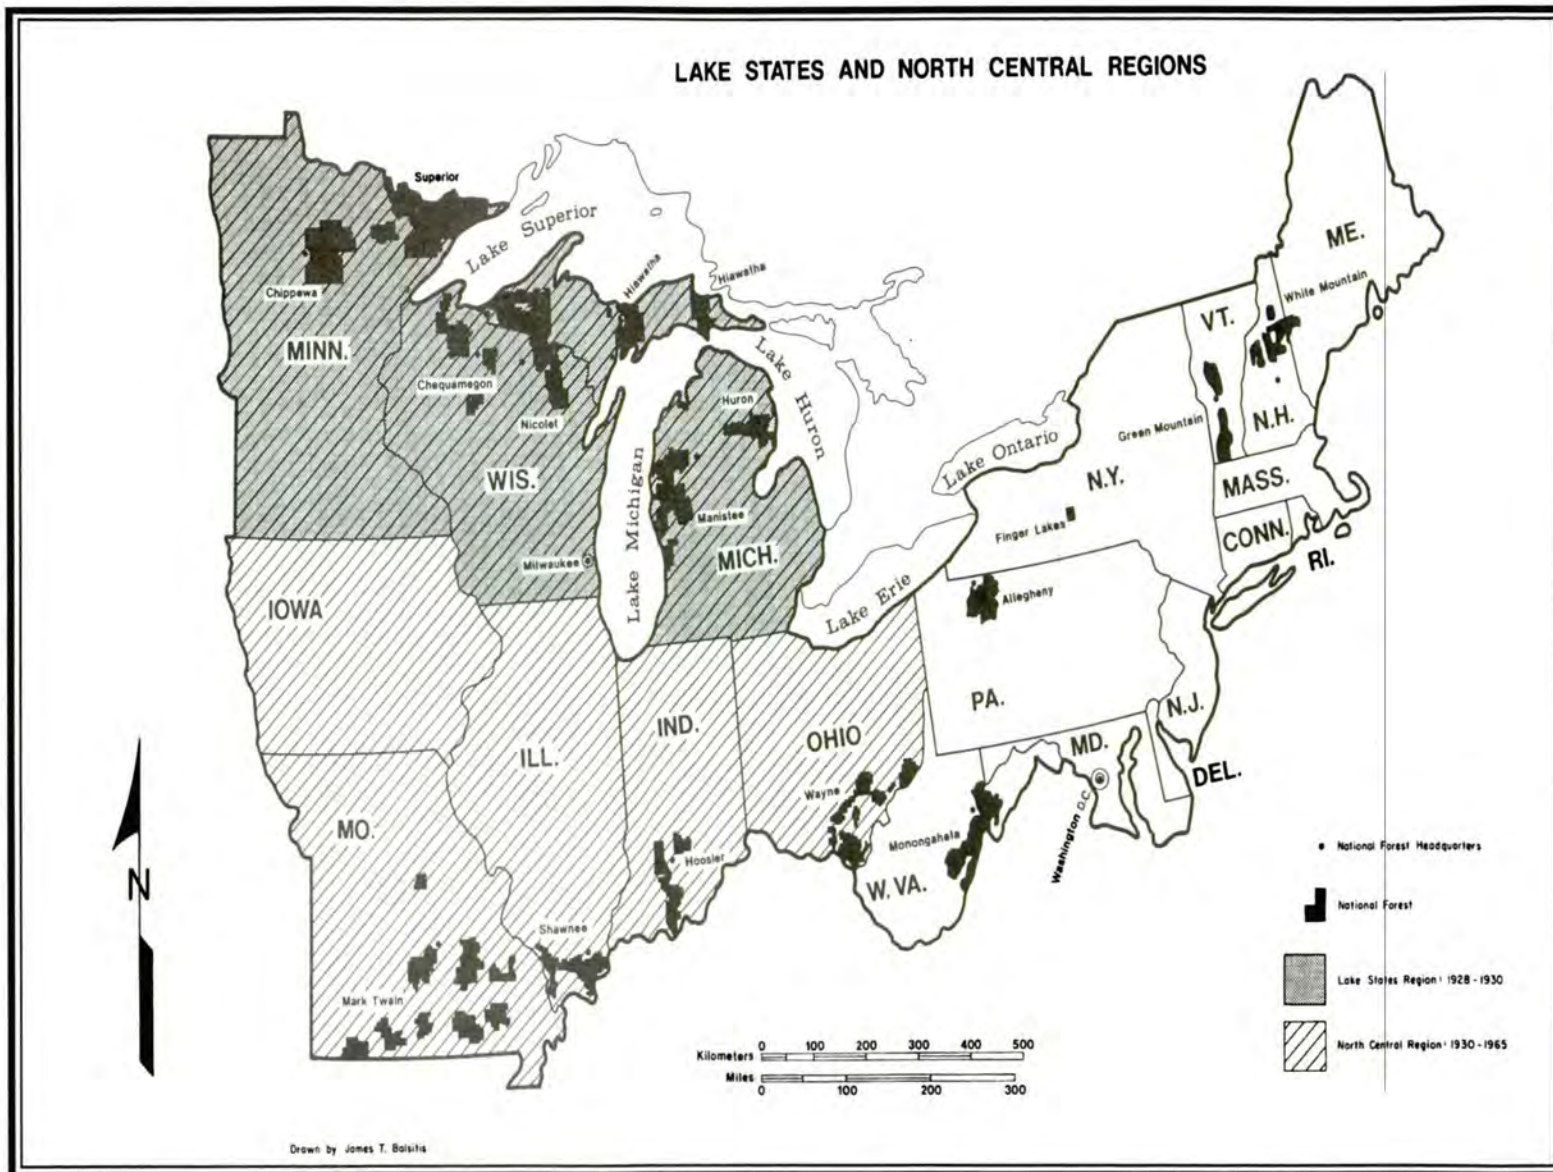 LAKE STATES AND NORTH CENTRAL REGIONS
Superior
Lake Superior
ME.
Hiawatha
Hiawatha
White Mountain
Chippewa
VT.
MINN.
Lake Huron
Chequamegon
Huron
Nicolet
N.H.
Green Mountain
Lake Ontario
WIS.
N.Y.
MASS.
Lake Michigan
Manistee
Finger Lakes
CONN.
Milwaukee
MICH.
RI.
Lake Erie
Allegheny
IOWA
PA.
N.J.
IND.
OHIO
MD.
ILL.
DEL.
Wayne
Washington D.C.
MO.
Monongahela
Hoosier
W. VA.
N
Shawnee
Mark Twain
National Forest Headquarters
National Forest
Lake States Region: 1928-1930
North Central Region: 1930-1965
0 100 200 300 400 500
Kilometers
Miles
0 100 200 300
Drawn by James T. Balsitis